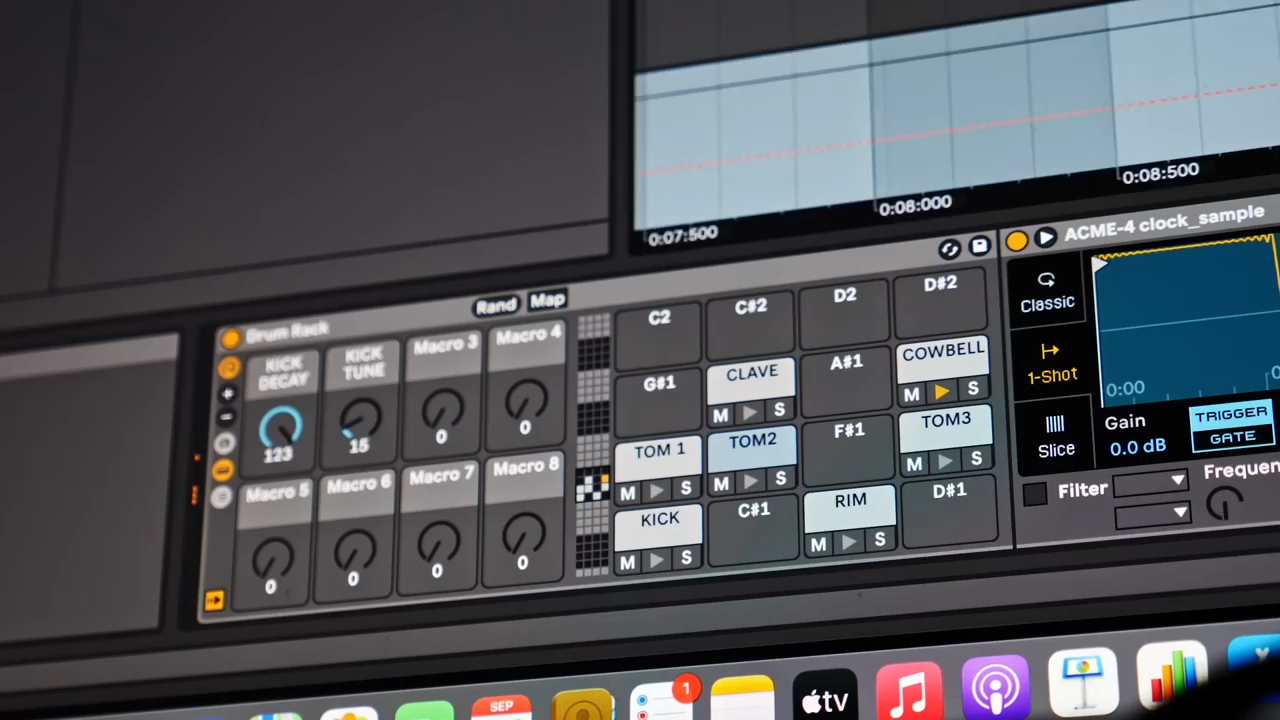 0:07:500
0:08:000
0:08:500
Rand Map
Drum Rack
KICK DECAY
123
KICK TUNE
15
Macro 3
0
Macro 4
0
Macro 5
0
Macro 6
0
Macro 7
0
Macro 8
0
C2
C#2
D2
D#2
G#1
CLAVE
M S
A#1
COWBELL
M S
TOM 1
M S
TOM2
M S
F#1
TOM3
M S
KICK
M S
C#1
RIM
M S
D#1
ACME-4 clock_sample
Classic
1-Shot
Slice
0:00
Gain
0.0 dB
TRIGGER
GATE
Filter
Frequen
SEP
1
tv